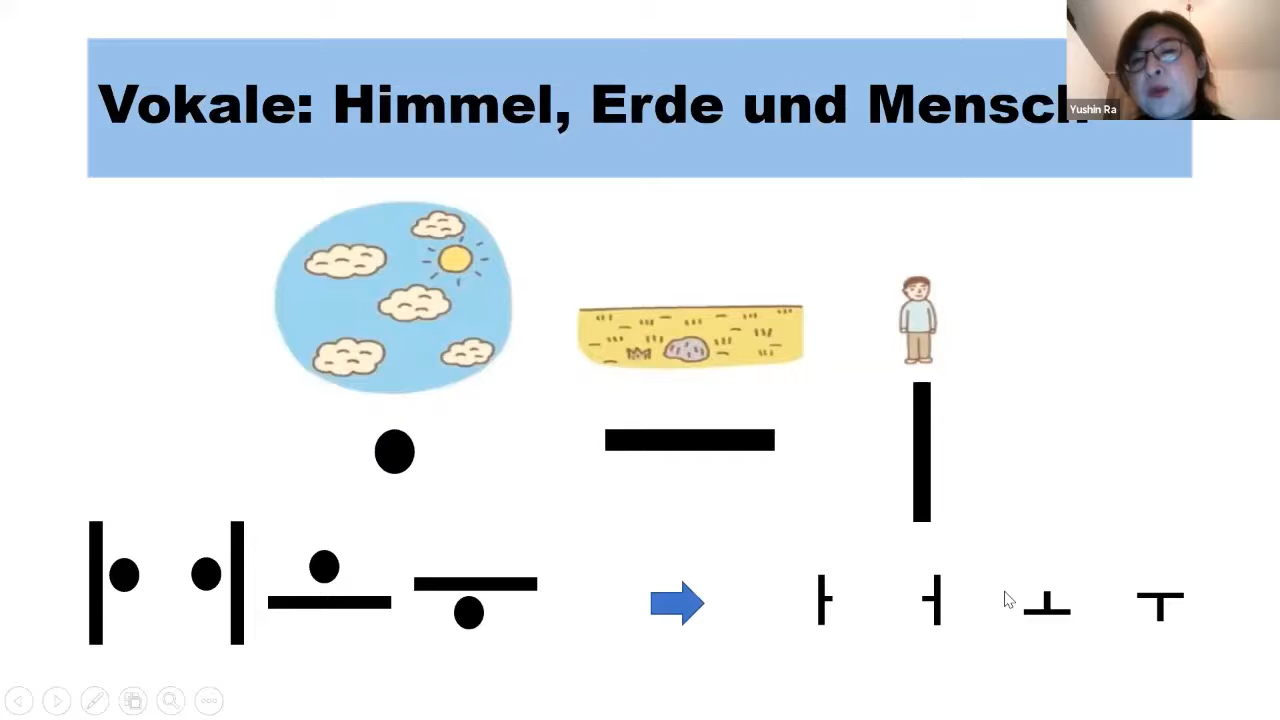 Vokale: Himmel, Erde und Mensch
Yushin Ra
ㅏ ㅓ ㅗ ㅜ